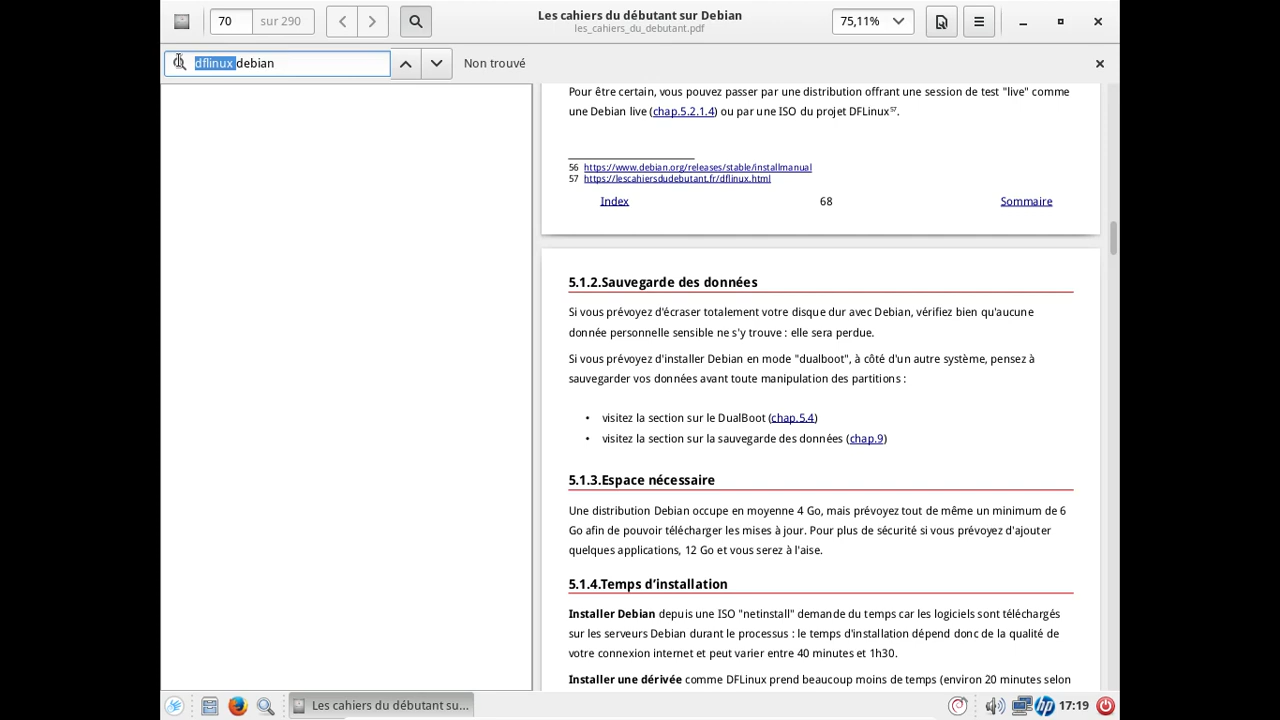 70
sur 290
Les cahiers du débutant sur Debian
les_cahiers_du_debutant.pdf
75,11%
dflinux debian
Non trouvé
Pour être certain, vous pouvez passer par une distribution offrant une session de test "live" comme
une Debian live (chap.5.2.1.4) ou par une ISO du projet DFLinux57.
56 https://www.debian.org/releases/stable/installmanual
57 https://lescahiersdudebutant.fr/dflinux.html
Index 68 Sommaire
5.1.2.Sauvegarde des données
Si vous prévoyez d'écraser totalement votre disque dur avec Debian, vérifiez bien qu'aucune
donnée personnelle sensible ne s'y trouve : elle sera perdue.
Si vous prévoyez d'installer Debian en mode "dualboot", à côté d'un autre système, pensez à
sauvegarder vos données avant toute manipulation des partitions :
• visitez la section sur le DualBoot (chap.5.4)
• visitez la section sur la sauvegarde des données (chap.9)
5.1.3.Espace nécessaire
Une distribution Debian occupe en moyenne 4 Go, mais prévoyez tout de même un minimum de 6
Go afin de pouvoir télécharger les mises à jour. Pour plus de sécurité si vous prévoyez d'ajouter
quelques applications, 12 Go et vous serez à l'aise.
5.1.4.Temps d’installation
Installer Debian depuis une ISO "netinstall" demande du temps car les logiciels sont téléchargés
sur les serveurs Debian durant le processus : le temps d'installation dépend donc de la qualité de
votre connexion internet et peut varier entre 40 minutes et 1h30.
Installer une dérivée comme DFLinux prend beaucoup moins de temps (environ 20 minutes selon
Les cahiers du débutant su...
hp
17:19